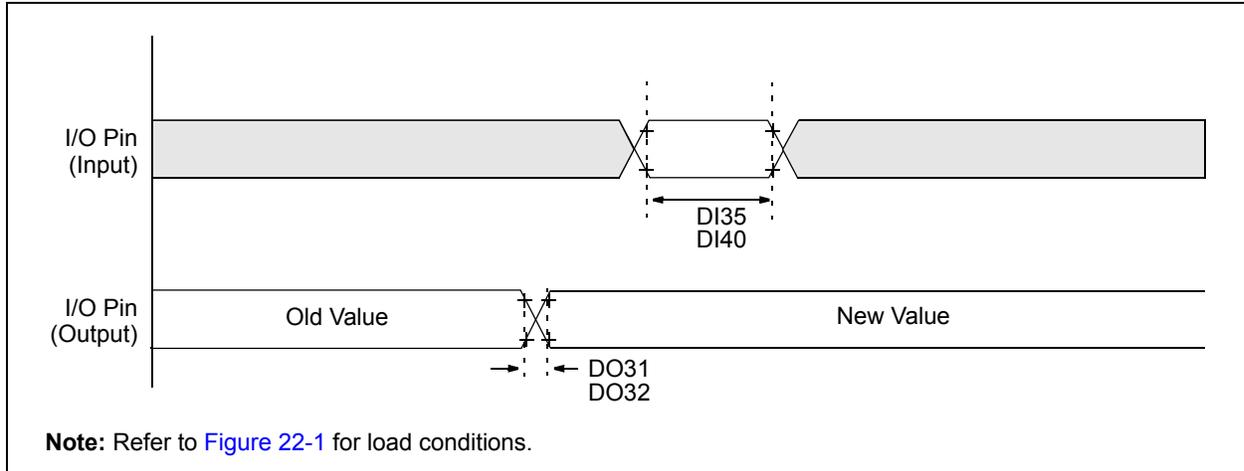 I/O Pin
(Input)
DI35
DI40
I/O Pin
(Output)
Old Value
New Value
DO31
DO32
Note: Refer to Figure 22-1 for load conditions.